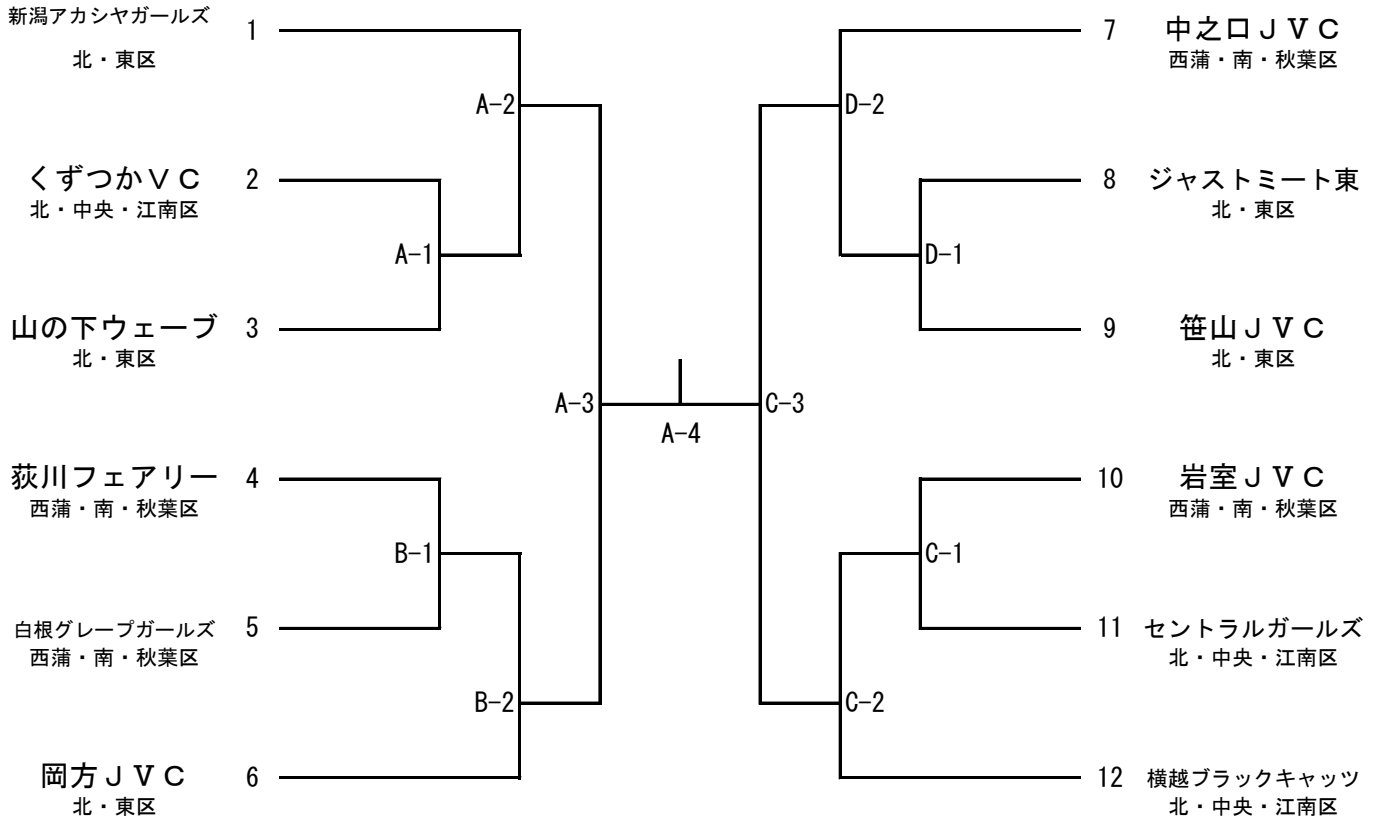 新潟アカシヤガールズ
北・東区
1
くずつかＶＣ
北・中央・江南区
2
山の下ウェーブ
北・東区
3
荻川フェアリー
西蒲・南・秋葉区
4
白根グレープガールズ
西蒲・南・秋葉区
5
岡方ＪＶＣ
北・東区
6
A-2
A-1
B-1
B-2
A-3
A-4
C-3
D-2
D-1
C-1
C-2
7
中之口ＪＶＣ
西蒲・南・秋葉区
8
ジャストミート東
北・東区
9
笹山ＪＶＣ
北・東区
10
岩室ＪＶＣ
西蒲・南・秋葉区
11
セントラルガールズ
北・中央・江南区
12
横越ブラックキャッツ
北・中央・江南区